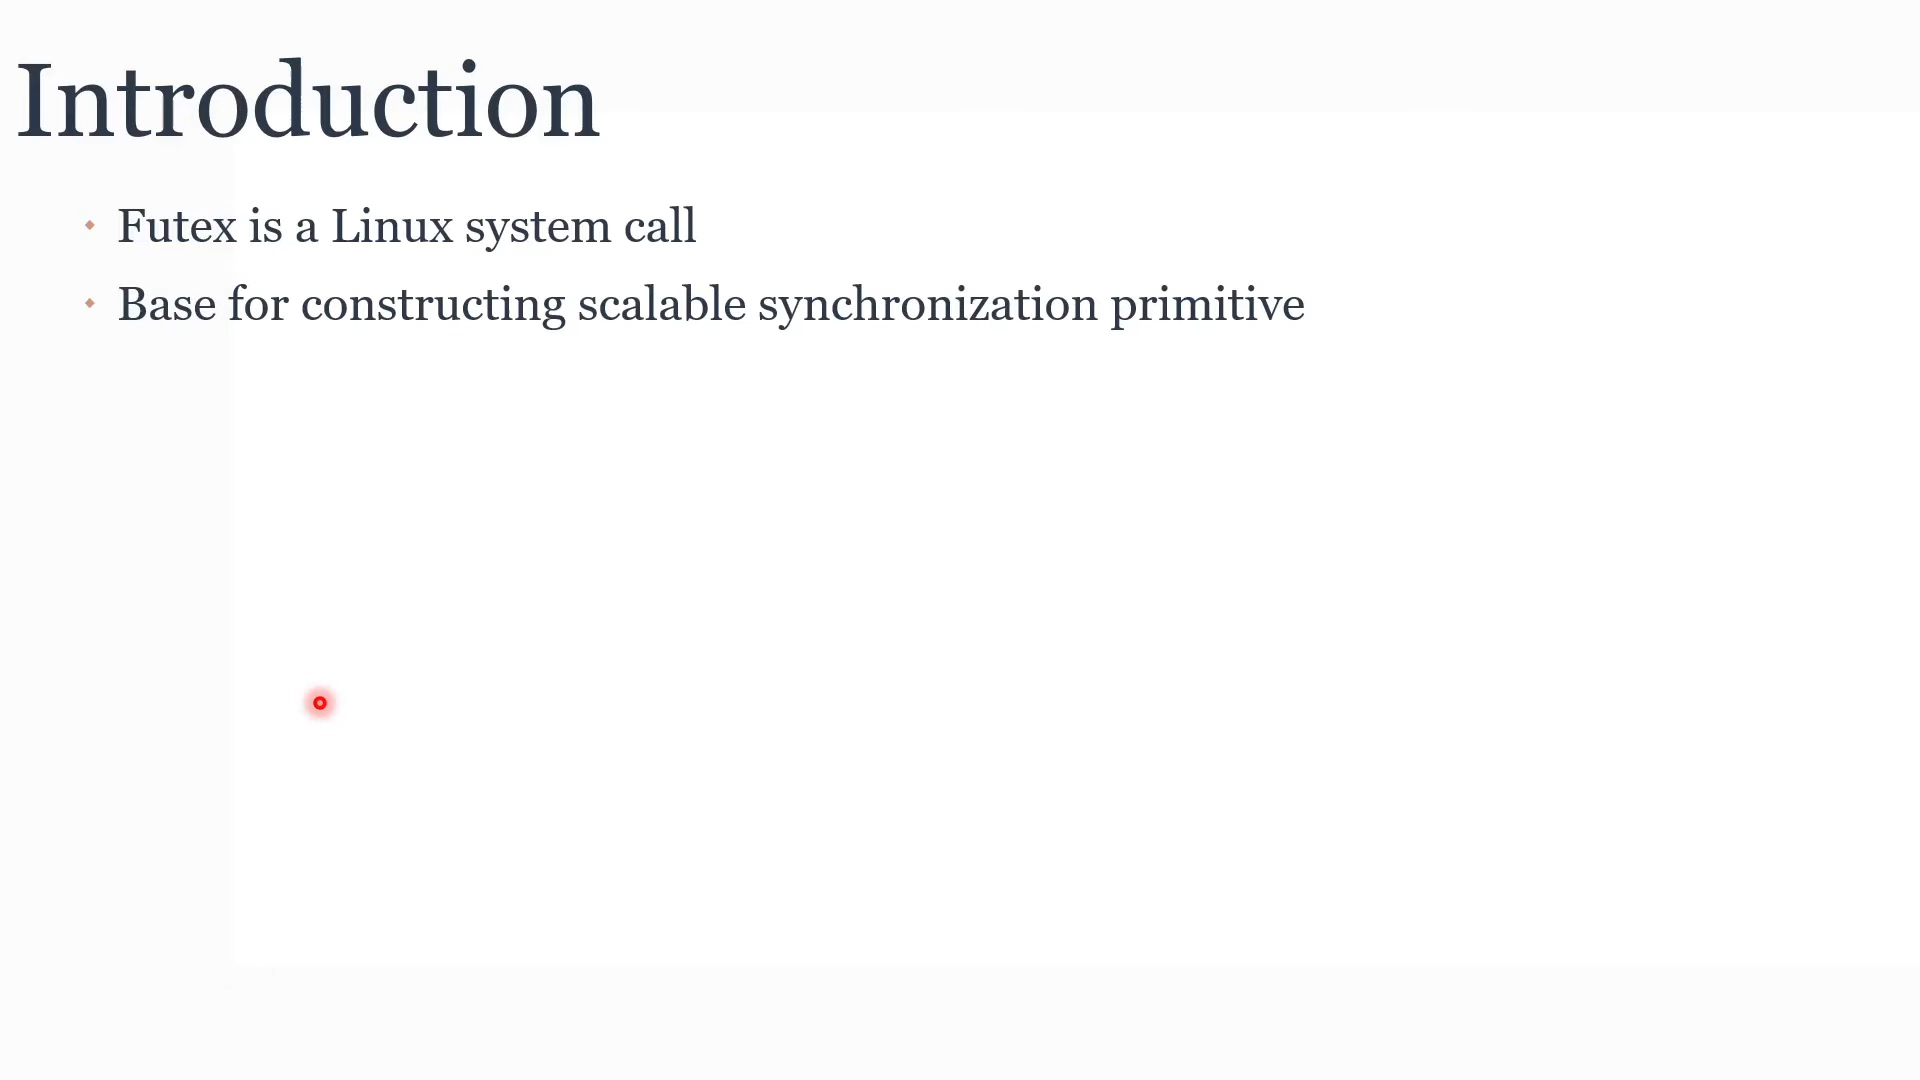 Introduction
Futex is a Linux system call
Base for constructing scalable synchronization primitive